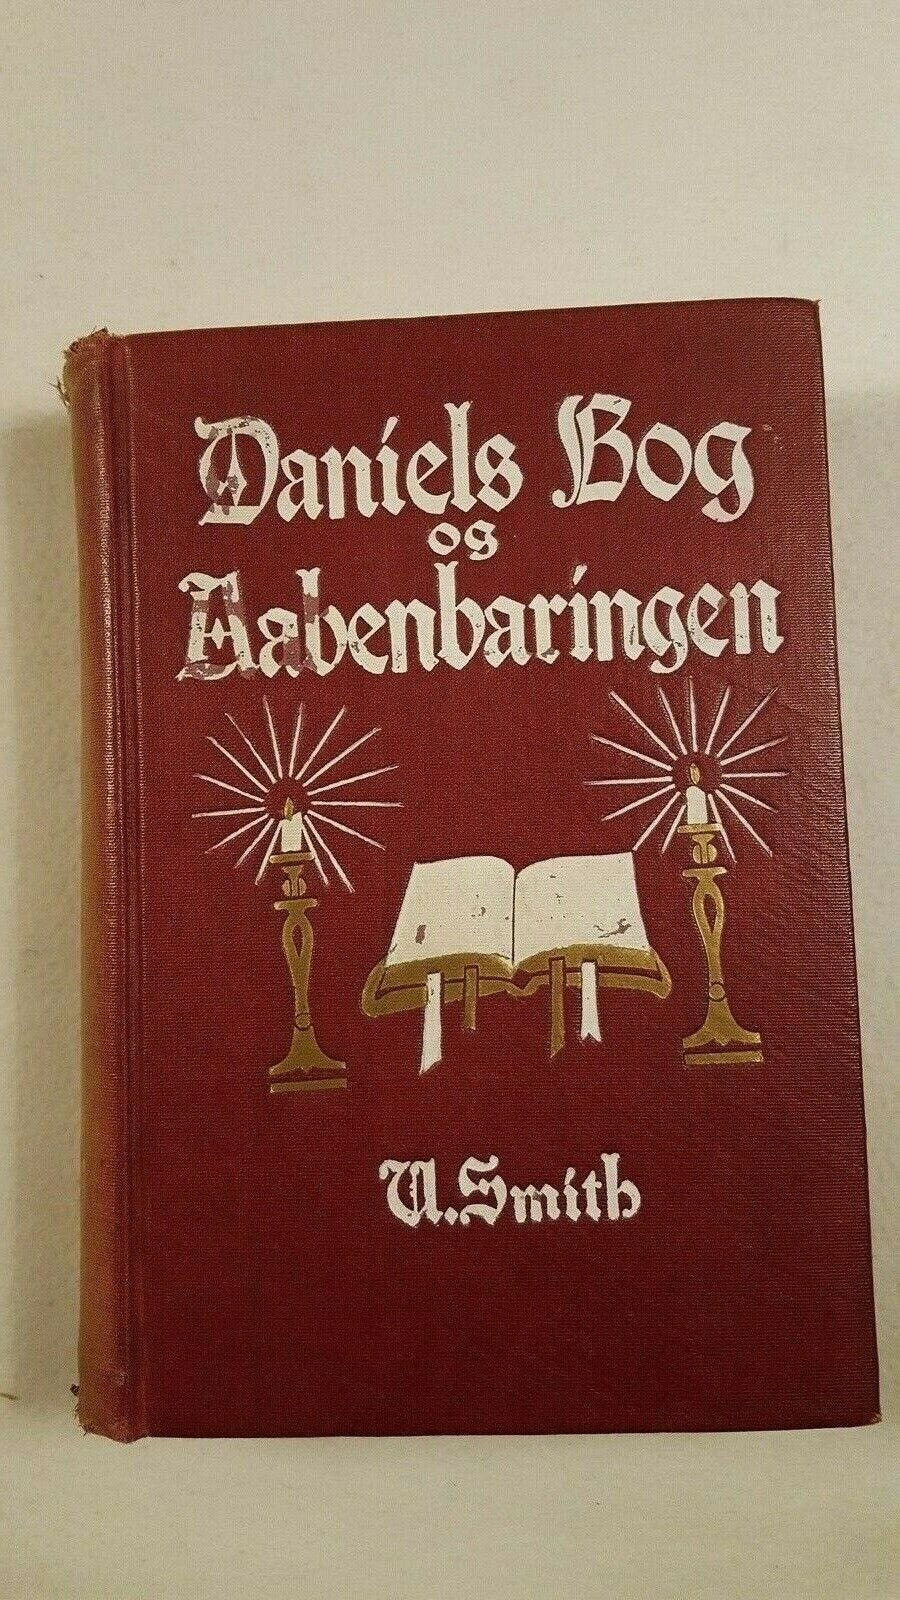 Daniels Bog
og
Aabenbaringen
U. Smith